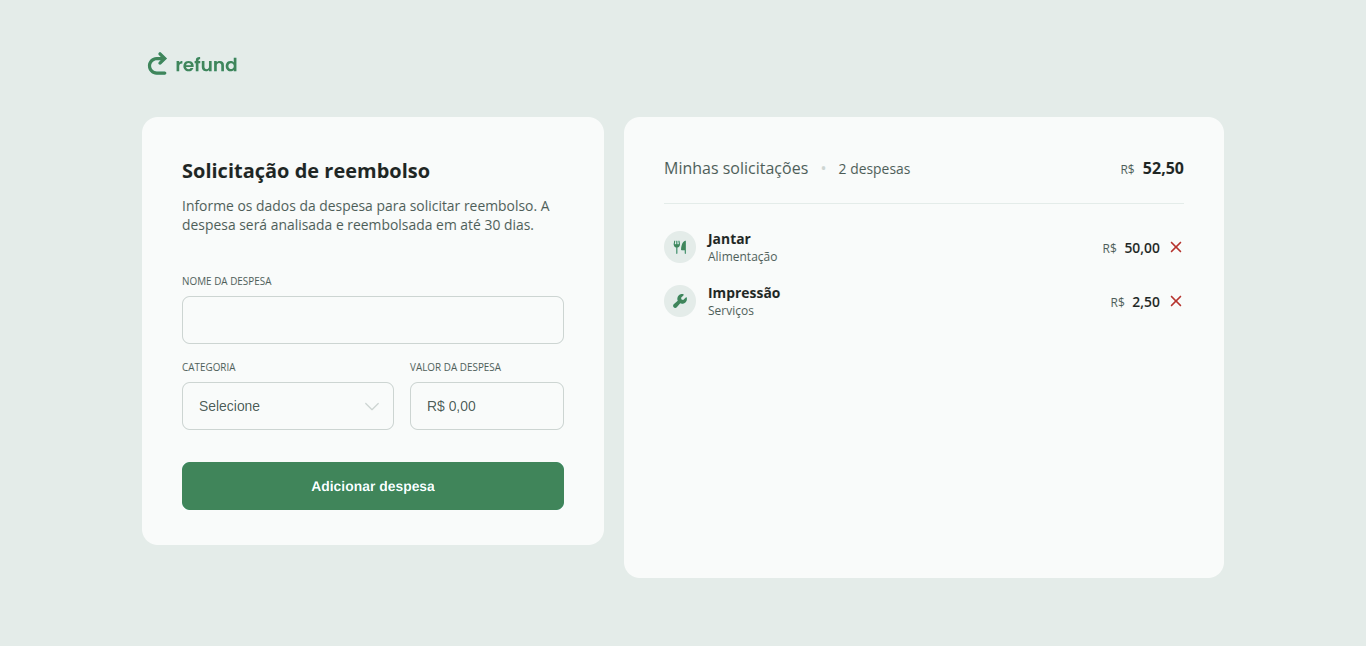 refund
Solicitação de reembolso
Informe os dados da despesa para solicitar reembolso. A
despesa será analisada e reembolsada em até 30 dias.
NOME DA DESPESA
CATEGORIA
VALOR DA DESPESA
Selecione
R$ 0,00
Adicionar despesa
Minhas solicitações • 2 despesas
R$ 52,50
Jantar
Alimentação
R$ 50,00
Impressão
Serviços
R$ 2,50